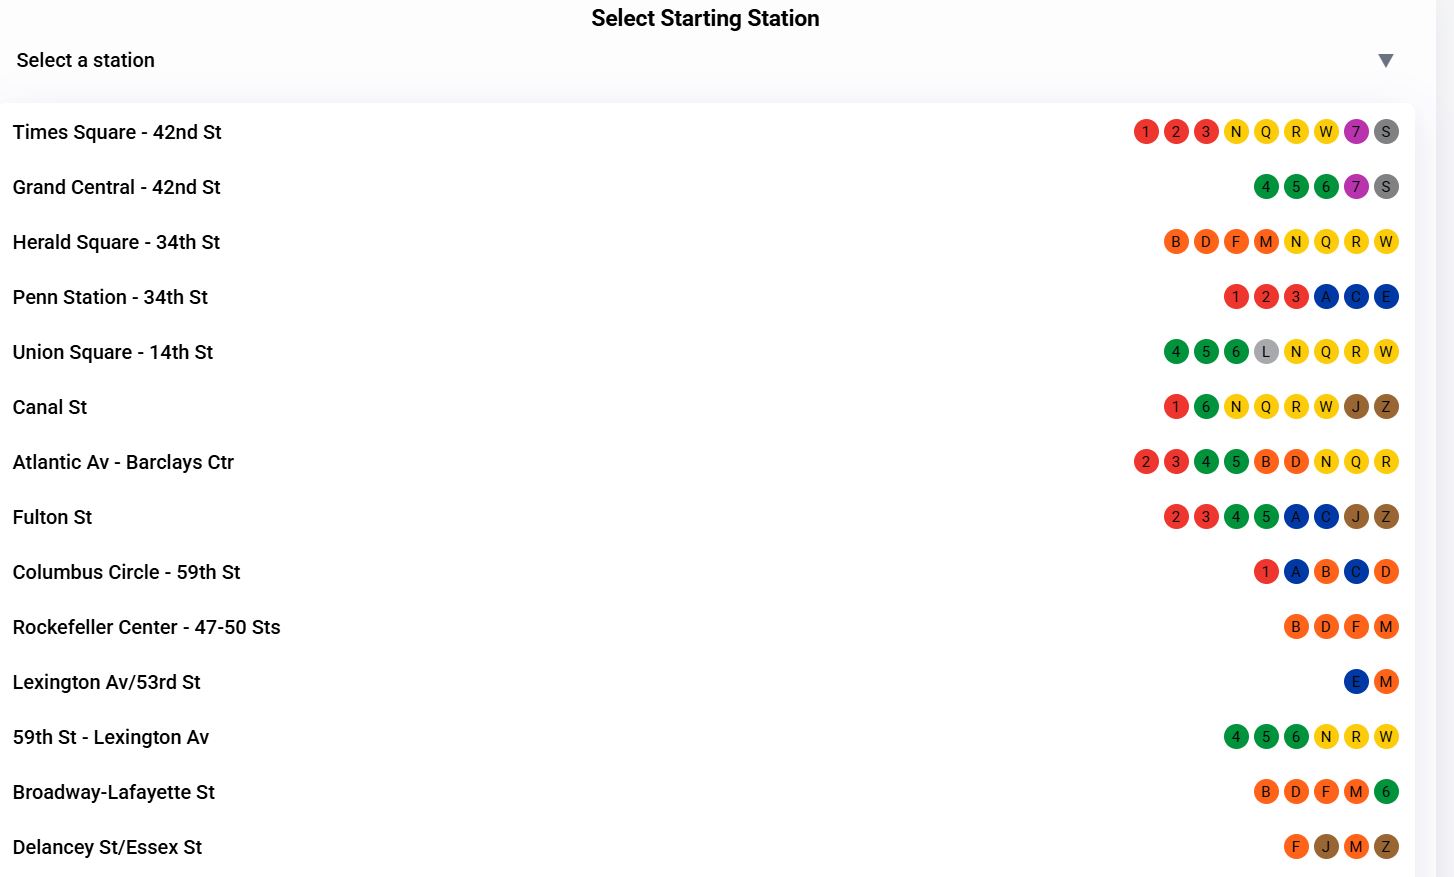 Select Starting Station
Select a station
Times Square - 42nd St 1 2 3 N Q R W 7 S
Grand Central - 42nd St 4 5 6 7 S
Herald Square - 34th St B D F M N Q R W
Penn Station - 34th St 1 2 3 A C E
Union Square - 14th St 4 5 6 L N Q R W
Canal St 1 6 N Q R W J Z
Atlantic Av - Barclays Ctr 2 3 4 5 B D N Q R
Fulton St 2 3 4 5 A C J Z
Columbus Circle - 59th St 1 A B C D
Rockefeller Center - 47-50 Sts B D F M
Lexington Av/53rd St E M
59th St - Lexington Av 4 5 6 N R W
Broadway-Lafayette St B D F M 6
Delancey St/Essex St F J M Z